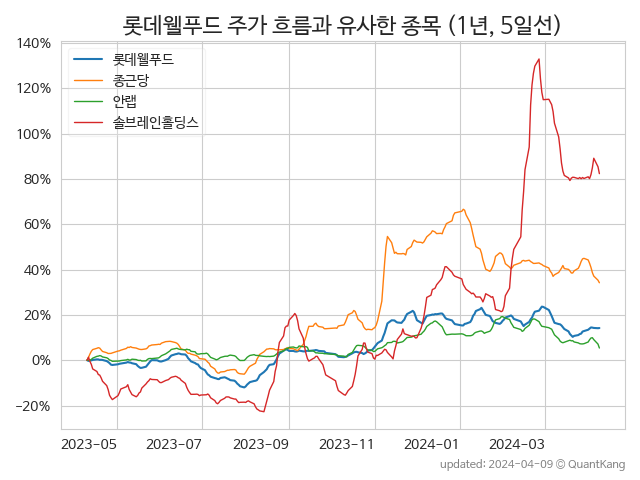 롯데웰푸드 주가 흐름과 유사한 종목 (1년, 5일선)
140%
120%
100%
80%
60%
40%
20%
0%
−20%
롯데웰푸드
종근당
안랩
솔브레인홀딩스
2023-05
2023-07
2023-09
2023-11
2024-01
2024-03
updated: 2024-04-09 © QuantKang